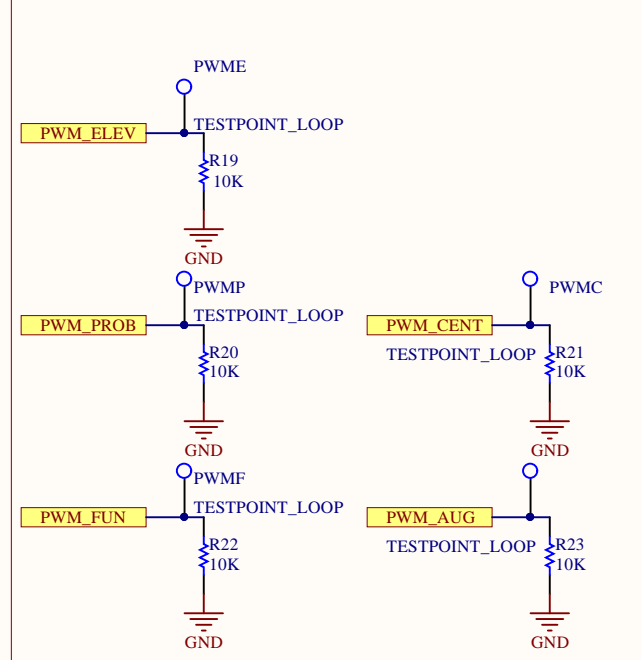 PWME
TESTPOINT_LOOP
PWM_ELEV
R19
10K
GND
PWMP
TESTPOINT_LOOP
PWM_PROB
R20
10K
GND
PWMC
PWM_CENT
TESTPOINT_LOOP
R21
10K
GND
PWMF
TESTPOINT_LOOP
PWM_FUN
R22
10K
GND
PWM_AUG
TESTPOINT_LOOP
R23
10K
GND